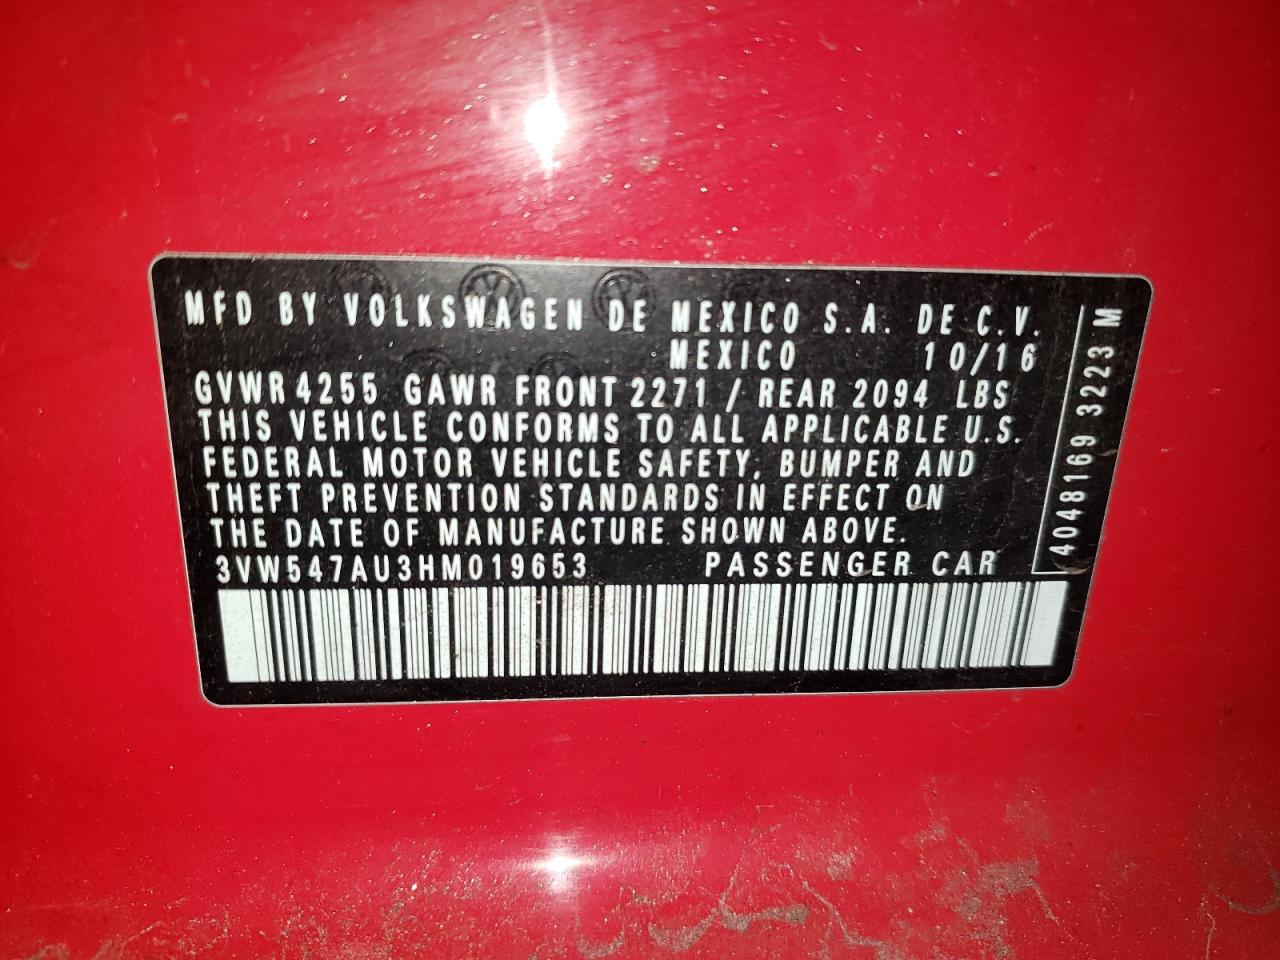 MFD BY VOLKSWAGEN DE MEXICO S.A. DE C.V.
MEXICO 10/16
GVWR 4255 GAWR FRONT 2271 / REAR 2094 LBS
THIS VEHICLE CONFORMS TO ALL APPLICABLE U.S.
FEDERAL MOTOR VEHICLE SAFETY, BUMPER AND
THEFT PREVENTION STANDARDS IN EFFECT ON
THE DATE OF MANUFACTURE SHOWN ABOVE.
3VW547AU3HM019653 PASSENGER CAR
4048169 3223 M